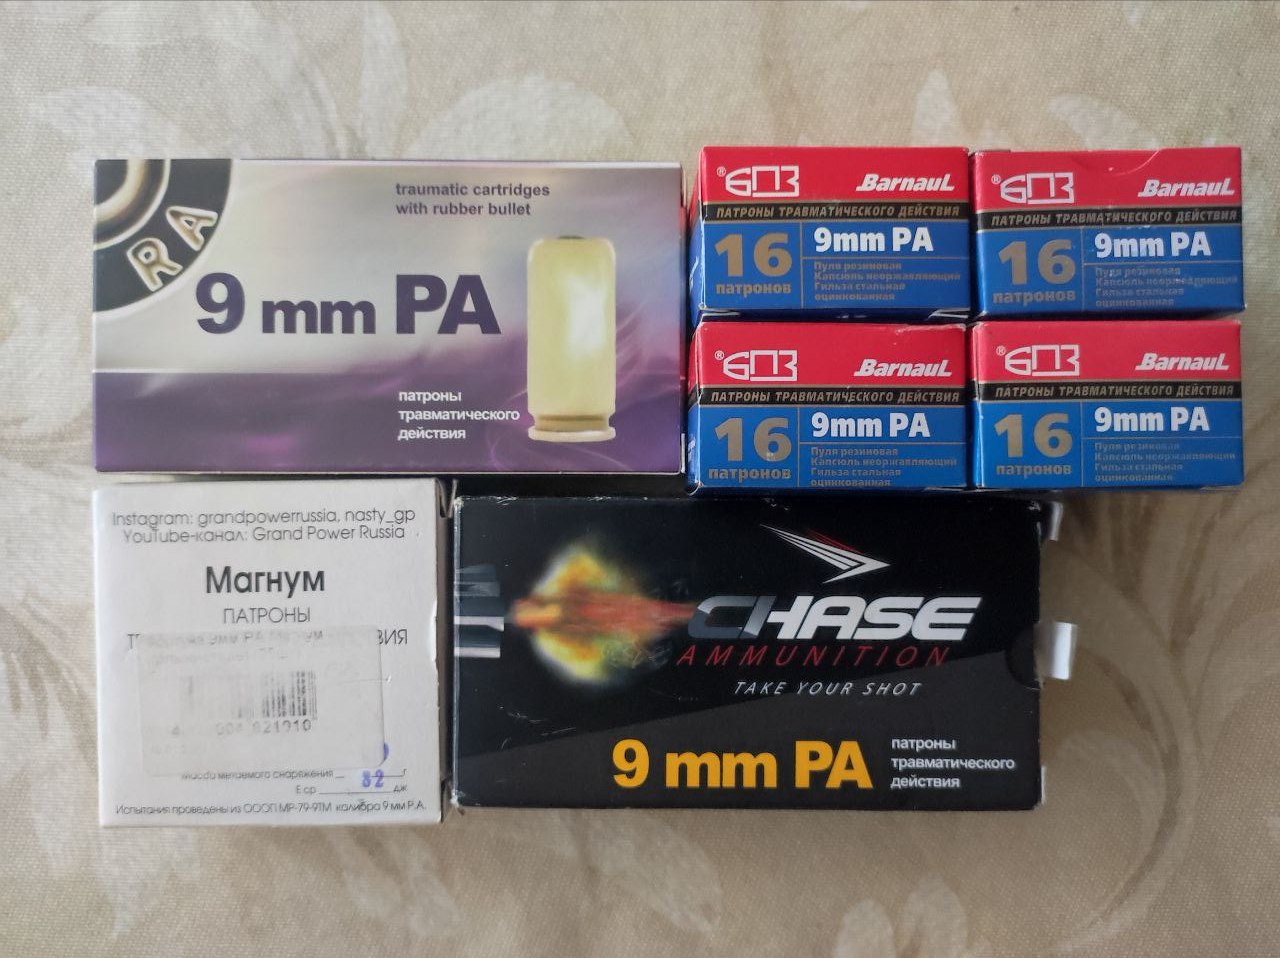 RA
traumatic cartridges
with rubber bullet
9 mm PA
патроны
травматического
действия
® БПЗ Barnaul
ПАТРОНЫ ТРАВМАТИЧЕСКОГО ДЕЙСТВИЯ
16
патронов
9mm PA
Пуля резиновая
Капсюль неоржавляющий
Гильза стальная
оцинкованная
® БПЗ Barnaul
ПАТРОНЫ ТРАВМАТИЧЕСКОГО ДЕЙСТВИЯ
16
патронов
9mm PA
Пуля резиновая
Капсюль неоржавляющий
Гильза стальная
оцинкованная
® БПЗ Barnaul
ПАТРОНЫ ТРАВМАТИЧЕСКОГО ДЕЙСТВИЯ
16
патронов
9mm PA
Пуля резиновая
Капсюль неоржавляющий
Гильза стальная
оцинкованная
® БПЗ Barnaul
ПАТРОНЫ ТРАВМАТИЧЕСКОГО ДЕЙСТВИЯ
16
патронов
9mm PA
Пуля резиновая
Капсюль неоржавляющий
Гильза стальная
оцинкованная
Instagram: grandpowerrussia, nasty_gp
YouTube-канал: Grand Power Russia
Магнум
ПАТРОНЫ
Масса метаемого снаряжения г
Е ср 82 дж
Испытания проведены из ОООП МР-79-9ТМ калибра 9 мм Р.А.
CHASE
AMMUNITION
TAKE YOUR SHOT
9 mm PA
патроны
травматического
действия